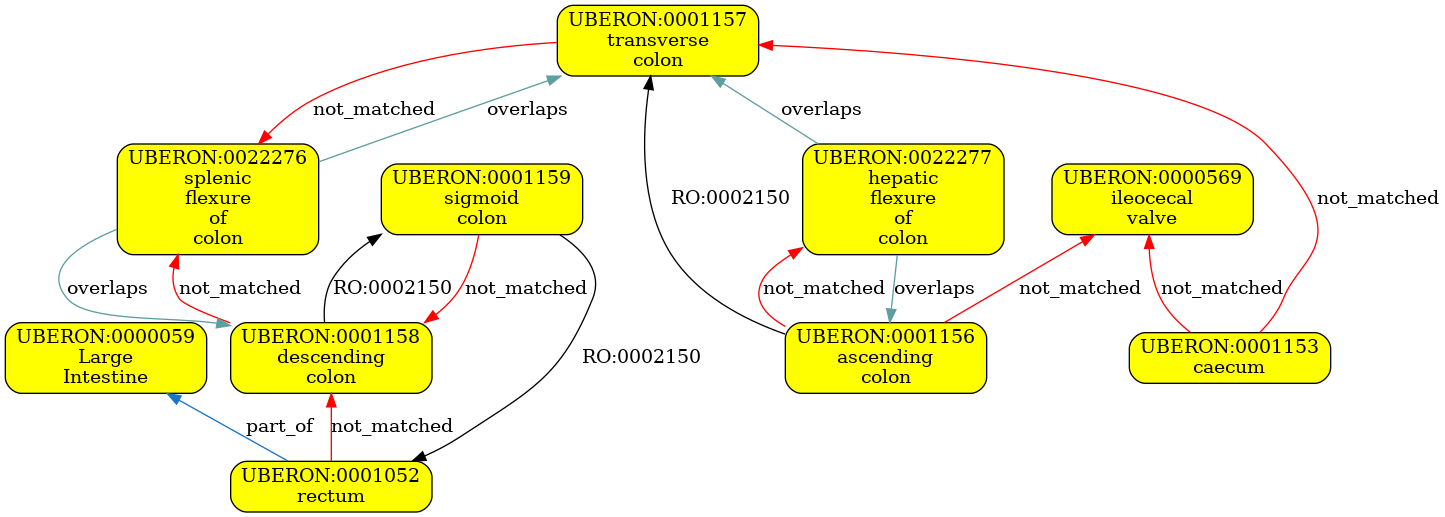 UBERON:0001157
transverse
colon
not_matched
overlaps
overlaps
UBERON:0022276
splenic
flexure
of
colon
UBERON:0001159
sigmoid
colon
RO:0002150
UBERON:0022277
hepatic
flexure
of
colon
UBERON:0000569
ileocecal
valve
not_matched
overlaps
not_matched
RO:0002150
not_matched
not_matched
overlaps
not_matched
not_matched
UBERON:0000059
Large
Intestine
UBERON:0001158
descending
colon
RO:0002150
UBERON:0001156
ascending
colon
UBERON:0001153
caecum
part_of
not_matched
UBERON:0001052
rectum